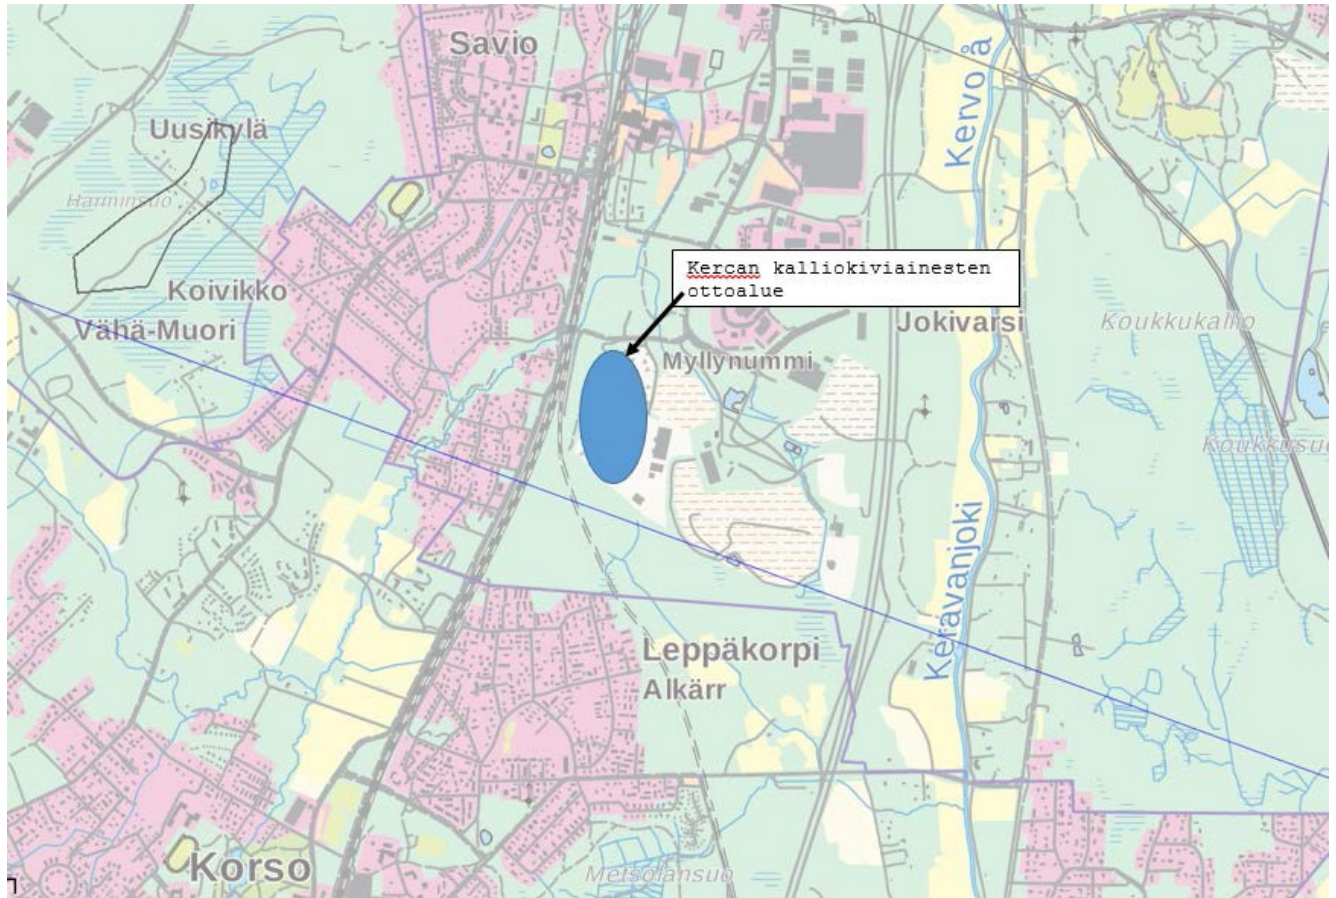 Savio
Kervo å
Uusikylä
Harminsuo
Kercan kalliokiviainesten
ottoalue
Koivikko
Jokivarsi
Koukkukallio
Vähä-Muori
Myllynummi
Koukkusuo
Keravanjoki
Leppäkorpi
Alkärr
Korso
Metsolansuo